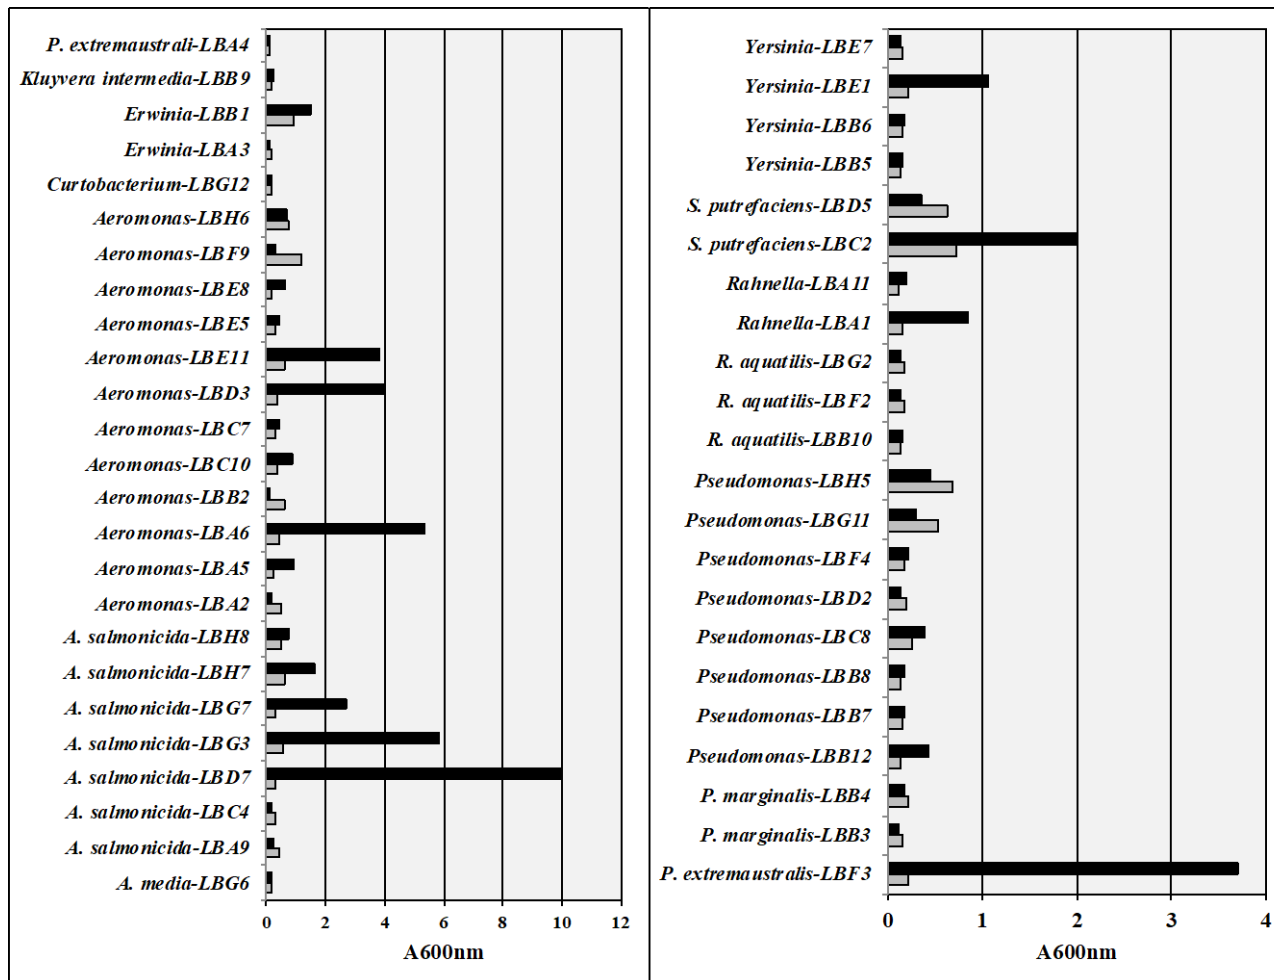 P. extremaustrali-LBA4
Kluyvera intermedia-LBB9
Erwinia-LBB1
Erwinia-LBA3
Curtobacterium-LBG12
Aeromonas-LBH6
Aeromonas-LBF9
Aeromonas-LBE8
Aeromonas-LBE5
Aeromonas-LBE11
Aeromonas-LBD3
Aeromonas-LBC7
Aeromonas-LBC10
Aeromonas-LBB2
Aeromonas-LBA6
Aeromonas-LBA5
Aeromonas-LBA2
A. salmonicida-LBH8
A. salmonicida-LBH7
A. salmonicida-LBG7
A. salmonicida-LBG3
A. salmonicida-LBD7
A. salmonicida-LBC4
A. salmonicida-LBA9
A. media-LBG6
0 2 4 6 8 10 12
A600nm
Yersinia-LBE7
Yersinia-LBE1
Yersinia-LBB6
Yersinia-LBB5
S. putrefaciens-LBD5
S. putrefaciens-LBC2
Rahnella-LBA11
Rahnella-LBA1
R. aquatilis-LBG2
R. aquatilis-LBF2
R. aquatilis-LBB10
Pseudomonas-LBH5
Pseudomonas-LBG11
Pseudomonas-LBF4
Pseudomonas-LBD2
Pseudomonas-LBC8
Pseudomonas-LBB8
Pseudomonas-LBB7
Pseudomonas-LBB12
P. marginalis-LBB4
P. marginalis-LBB3
P. extremaustralis-LBF3
0 1 2 3 4
A600nm